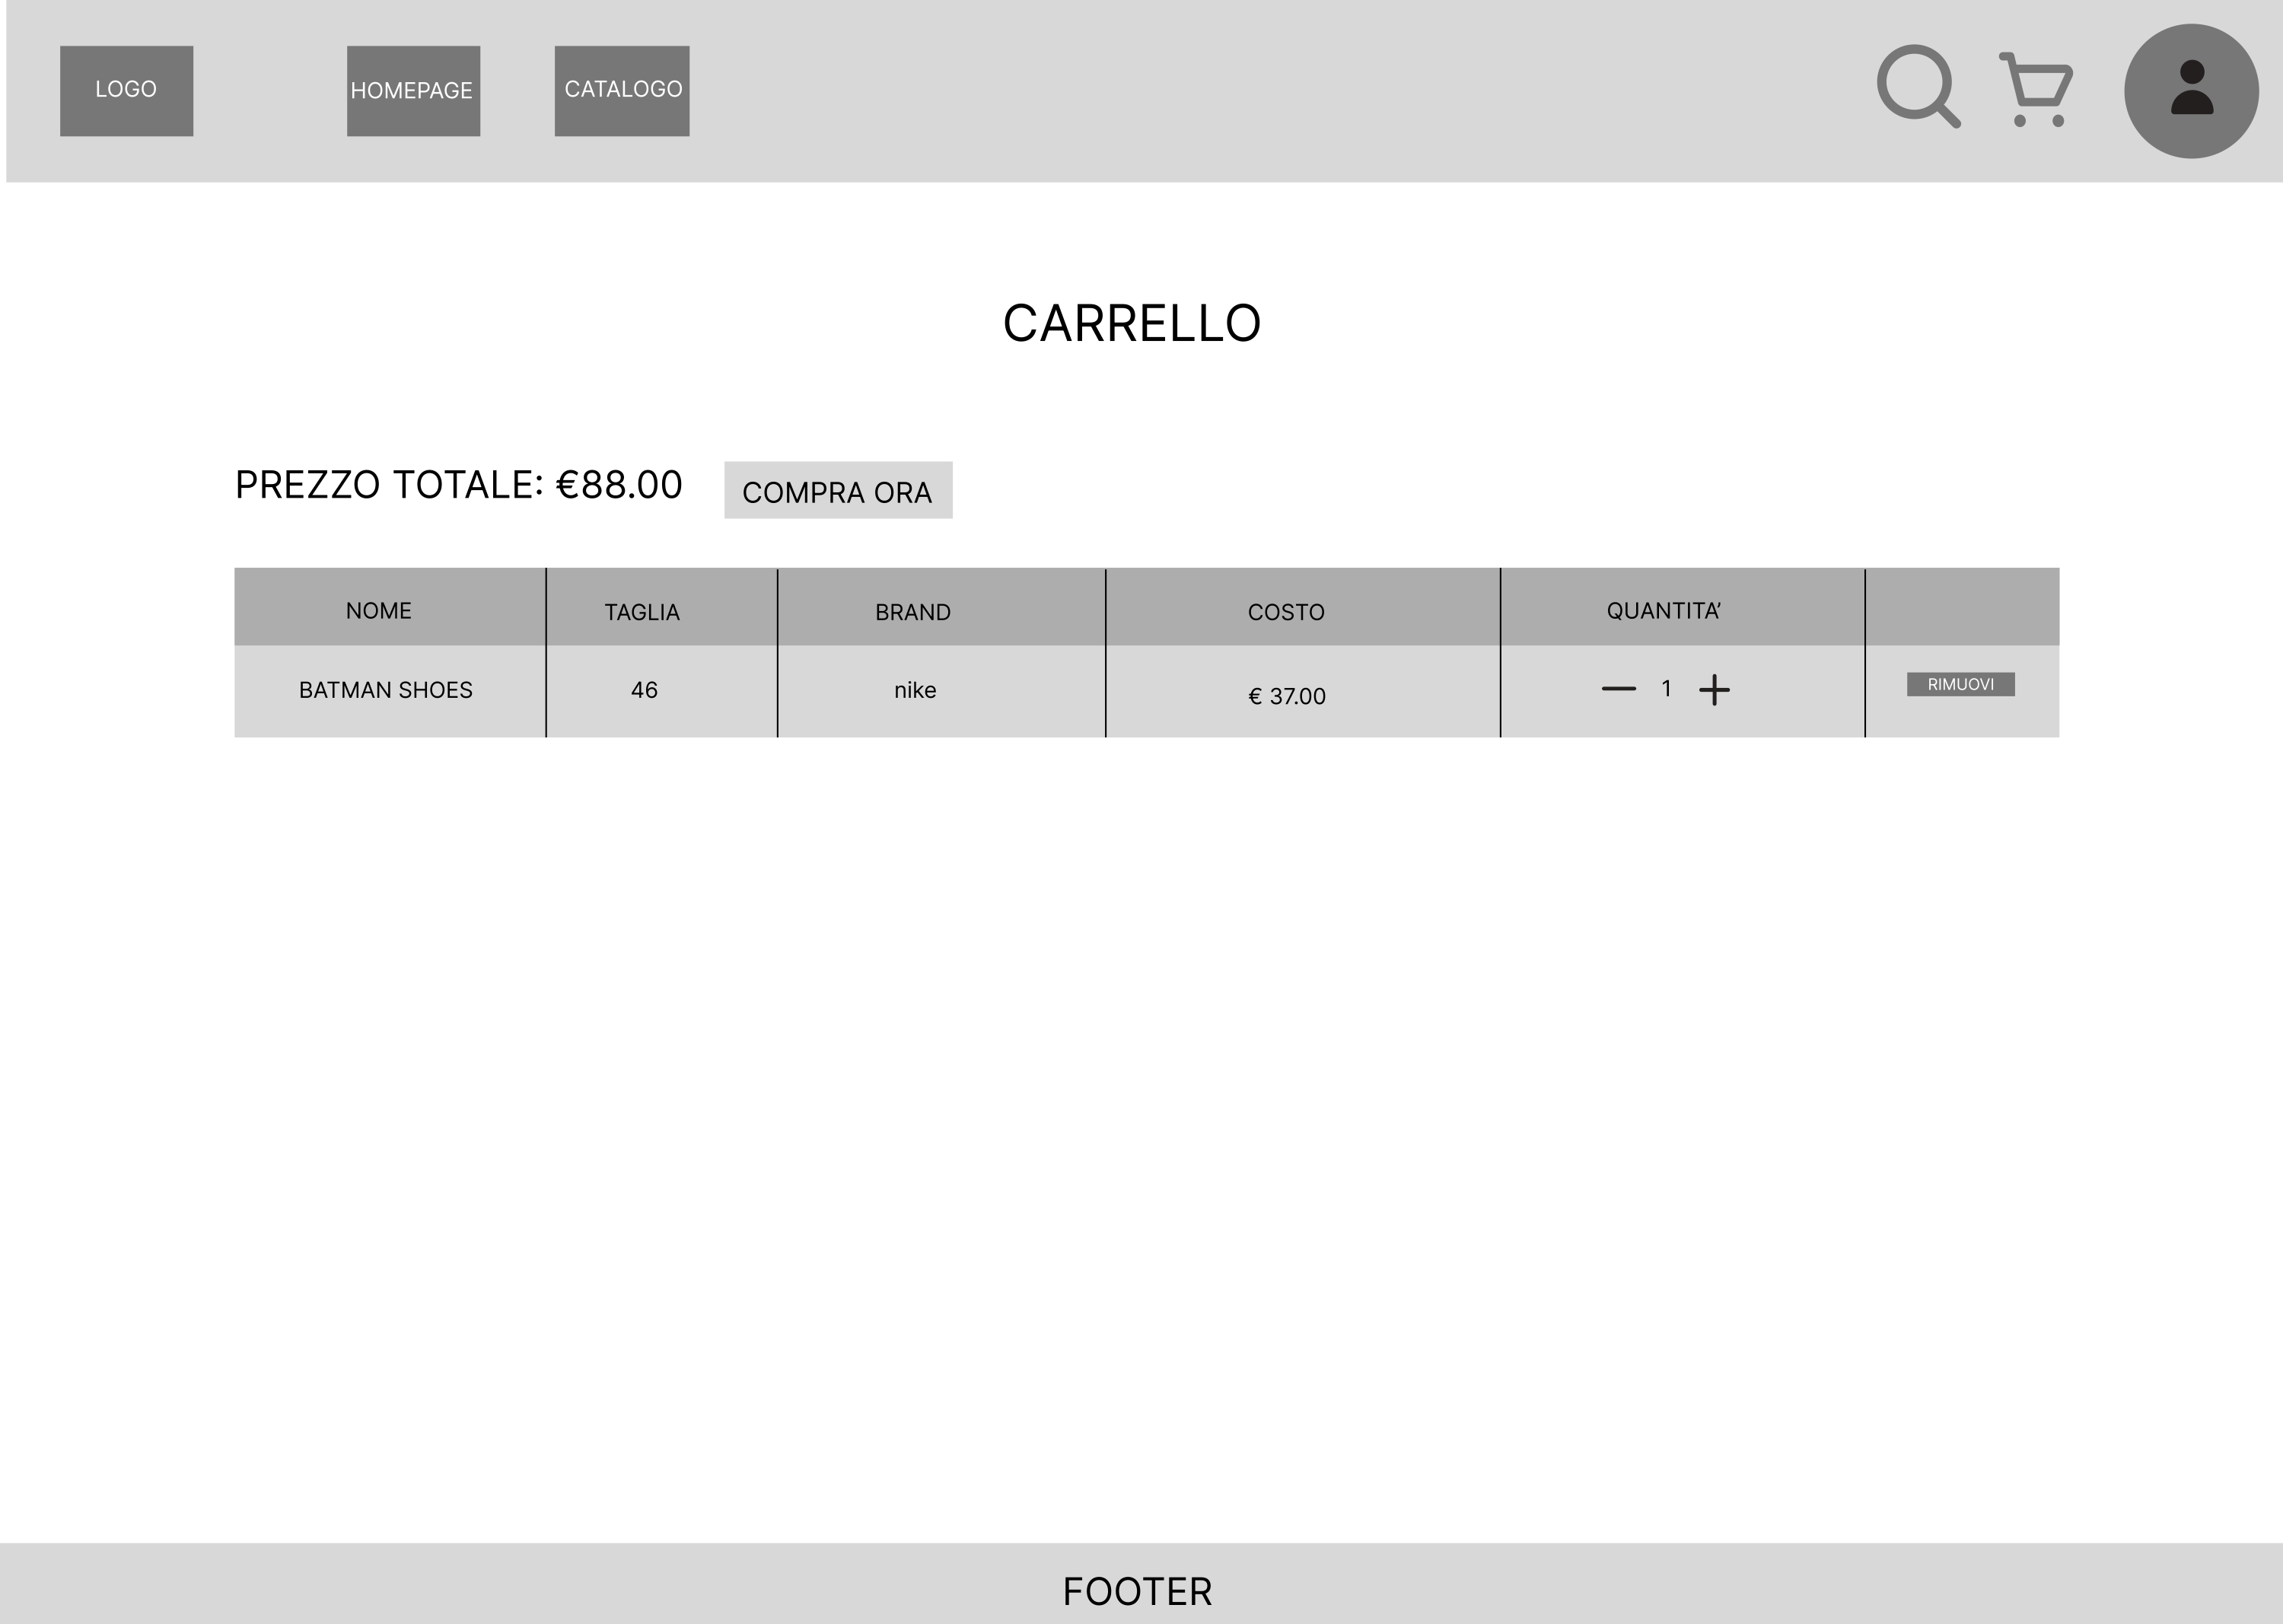 LOGO
HOMEPAGE
CATALOGO
CARRELLO
PREZZO TOTALE: €88.00
COMPRA ORA
NOME TAGLIA BRAND COSTO QUANTITA’
BATMAN SHOES 46 nike € 37.00 1 RIMUOVI
FOOTER